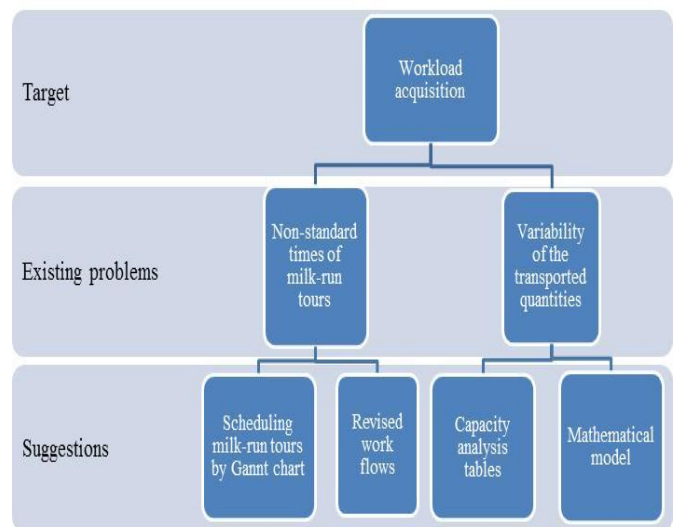 Target
Workload
acquisition
Existing problems
Non-standard
times of
milk-run
tours
Variability
of the
transported
quantities
Suggestions
Scheduling
milk-run tours
by Gannt chart
Revised
work
flows
Capacity
analysis
tables
Mathematical
model